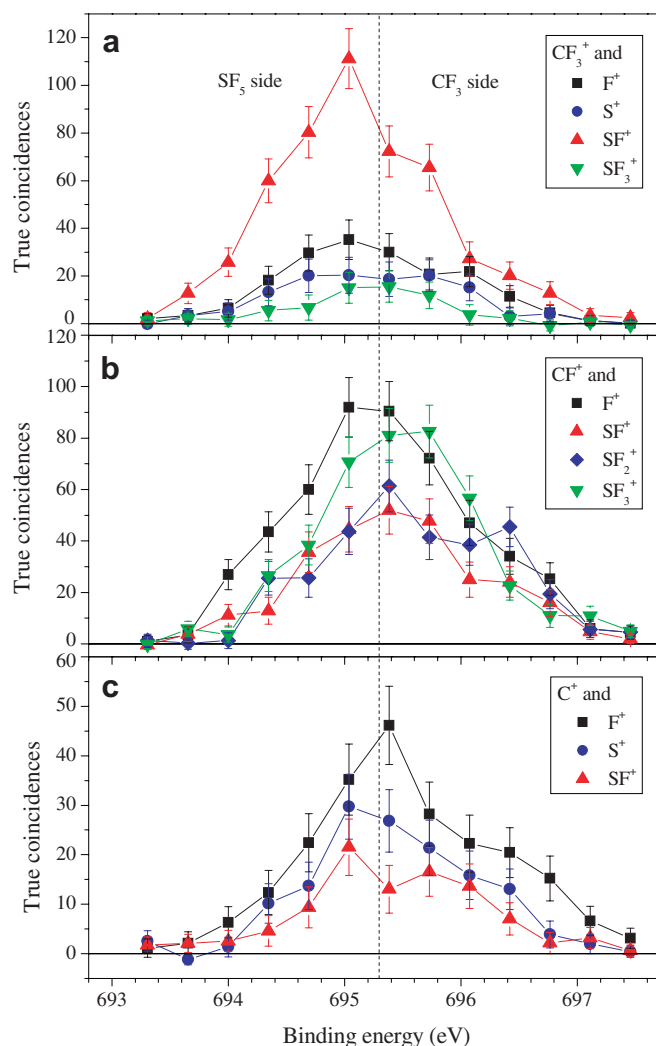 a
SF₅ side
CF₃ side
CF₃⁺ and
F⁺
S⁺
SF⁺
SF₃⁺
True coincidences
120
100
80
60
40
20
0
b
CF⁺ and
F⁺
SF⁺
SF₂⁺
SF₃⁺
True coincidences
120
100
80
60
40
20
0
c
C⁺ and
F⁺
S⁺
SF⁺
True coincidences
60
50
40
30
20
10
0
693 694 695 696 697
Binding energy (eV)